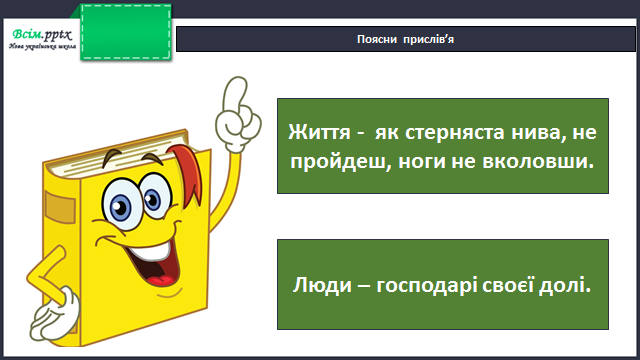 Всім.pptx
Нова українська школа
Поясни прислів’я
Життя - як стерняста нива, не
пройдеш, ноги не вколовши.
Люди – господарі своєї долі.